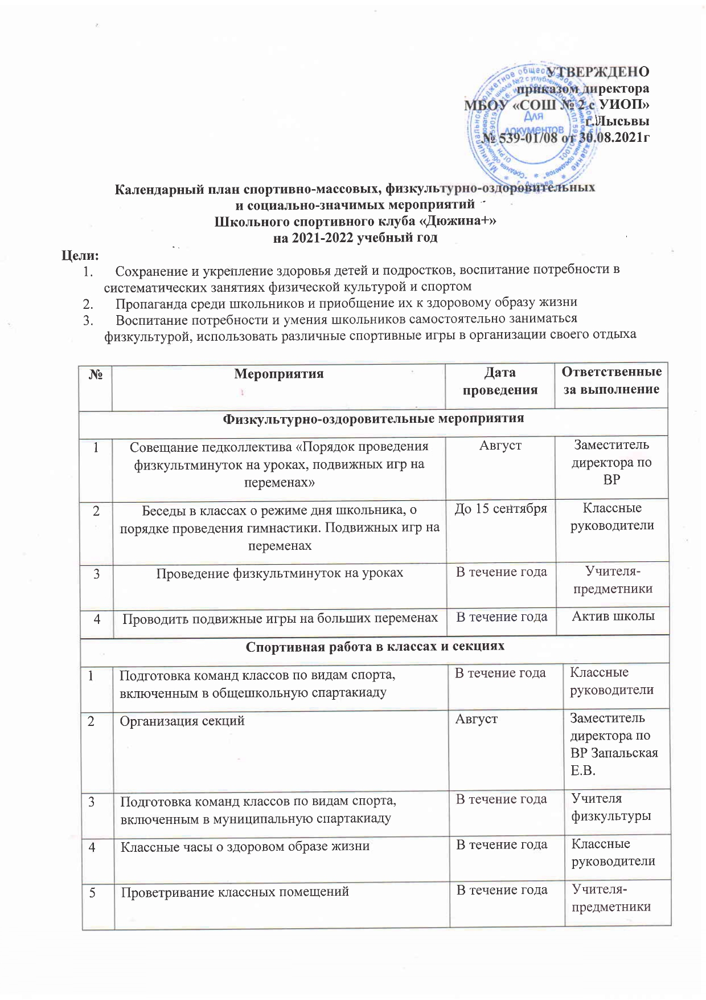 УТВЕРЖДЕНО
приказом директора
МБОУ «СОШ № 2 с УИОП»
г.Лысьвы
№ 539-01/08 от 30.08.2021г
Для
документов
Календарный план спортивно-массовых, физкультурно-оздоровительных
и социально-значимых мероприятий
Школьного спортивного клуба «Дюжина+»
на 2021-2022 учебный год
Цели:
1. Сохранение и укрепление здоровья детей и подростков, воспитание потребности в
систематических занятиях физической культурой и спортом
2. Пропаганда среди школьников и приобщение их к здоровому образу жизни
3. Воспитание потребности и умения школьников самостоятельно заниматься
физкультурой, использовать различные спортивные игры в организации своего отдыха
№ Мероприятия Дата Ответственные
проведения за выполнение
Физкультурно-оздоровительные мероприятия
1 Совещание педколлектива «Порядок проведения Август Заместитель
физкультминуток на уроках, подвижных игр на директора по
переменах» ВР
2 Беседы в классах о режиме дня школьника, о До 15 сентября Классные
порядке проведения гимнастики. Подвижных игр на руководители
переменах
3 Проведение физкультминуток на уроках В течение года Учителя-
предметники
4 Проводить подвижные игры на больших переменах В течение года Актив школы
Спортивная работа в классах и секциях
1 Подготовка команд классов по видам спорта, В течение года Классные
включенным в общешкольную спартакиаду руководители
2 Организация секций Август Заместитель
директора по
ВР Запальская
Е.В.
3 Подготовка команд классов по видам спорта, В течение года Учителя
включенным в муниципальную спартакиаду физкультуры
4 Классные часы о здоровом образе жизни В течение года Классные
руководители
5 Проветривание классных помещений В течение года Учителя-
предметники